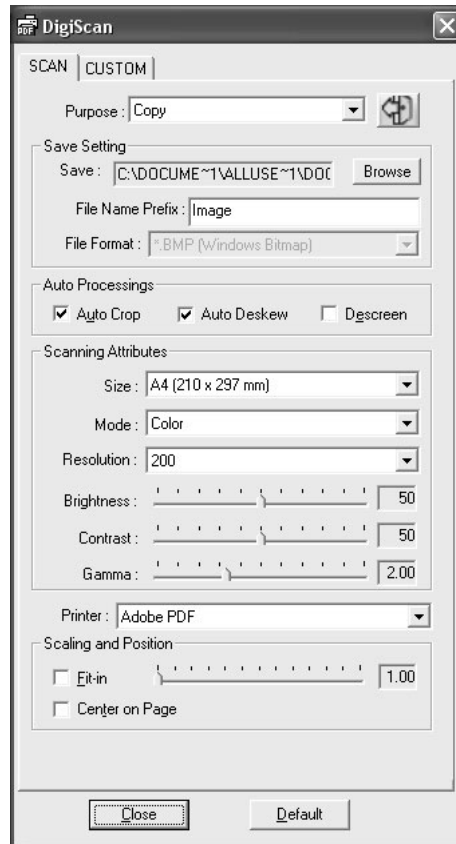 PDF DigiScan
SCAN CUSTOM
Purpose : Copy
Save Setting
Save : C:\DOCUME~1\ALLUSE~1\DOC Browse
File Name Prefix : Image
File Format : *.BMP (Windows Bitmap)
Auto Processings
Auto Crop Auto Deskew Descreen
Scanning Attributes
Size : A4 (210 x 297 mm)
Mode : Color
Resolution : 200
Brightness : 50
Contrast : 50
Gamma : 2.00
Printer : Adobe PDF
Scaling and Position
Fit-in 1.00
Center on Page
Close Default